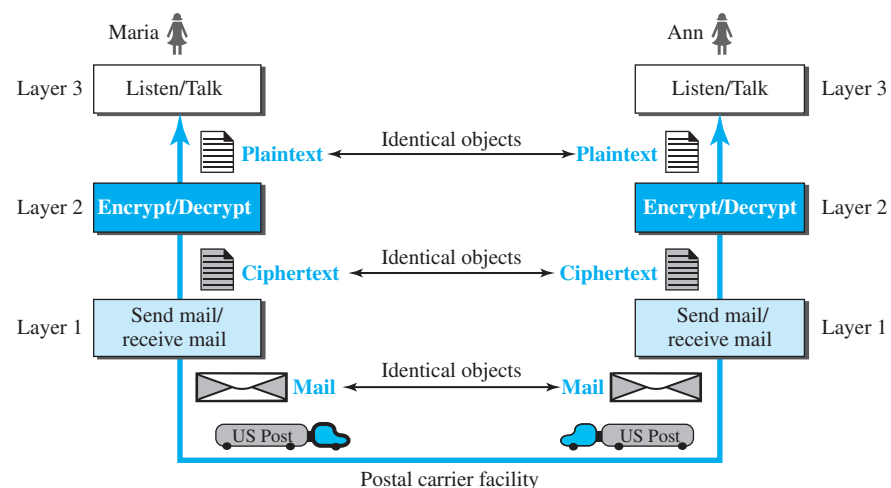 Maria
Ann
Layer 3
Listen/Talk
Listen/Talk
Layer 3
Plaintext
Identical objects
Plaintext
Layer 2
Encrypt/Decrypt
Encrypt/Decrypt
Layer 2
Ciphertext
Identical objects
Ciphertext
Layer 1
Send mail/
receive mail
Send mail/
receive mail
Layer 1
Mail
Identical objects
Mail
US Post
US Post
Postal carrier facility